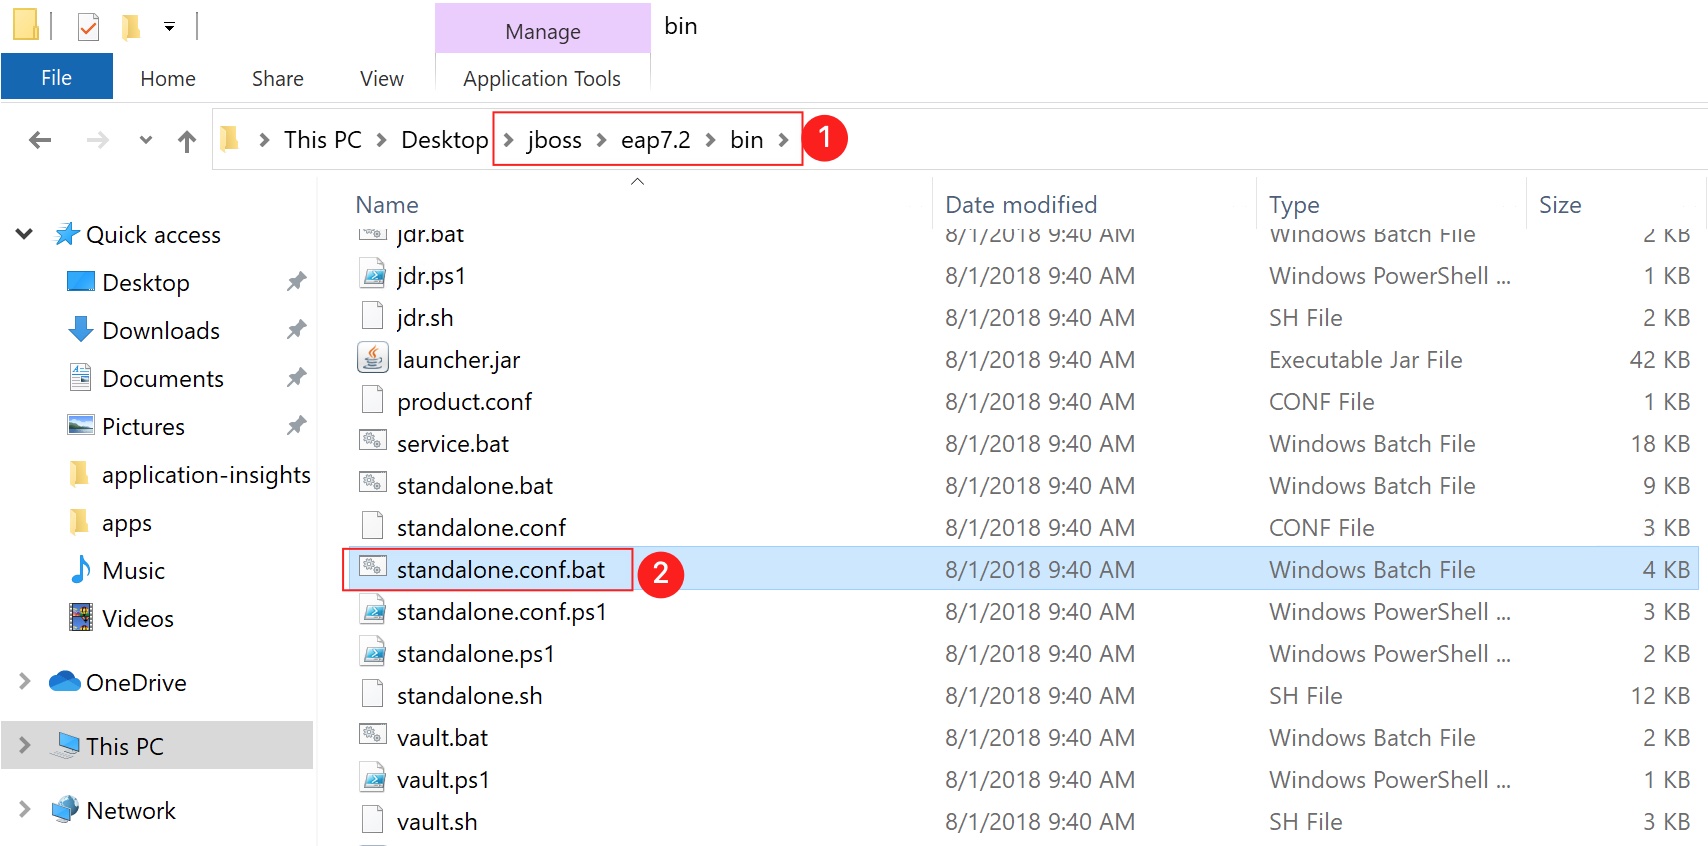 Manage
bin
File
Home
Share
View
Application Tools
This PC
Desktop
jboss
eap7.2
bin
1
Name
Date modified
Type
Size
Quick access
Desktop
Downloads
Documents
Pictures
application-insights
apps
Music
Videos
OneDrive
This PC
Network
jdr.bat 8/1/2018 9:40 AM Windows Batch File 2 KB
jdr.ps1 8/1/2018 9:40 AM Windows PowerShell ... 1 KB
jdr.sh 8/1/2018 9:40 AM SH File 2 KB
launcher.jar 8/1/2018 9:40 AM Executable Jar File 42 KB
product.conf 8/1/2018 9:40 AM CONF File 1 KB
service.bat 8/1/2018 9:40 AM Windows Batch File 18 KB
standalone.bat 8/1/2018 9:40 AM Windows Batch File 9 KB
standalone.conf 8/1/2018 9:40 AM CONF File 3 KB
standalone.conf.bat 2 8/1/2018 9:40 AM Windows Batch File 4 KB
standalone.conf.ps1 8/1/2018 9:40 AM Windows PowerShell ... 3 KB
standalone.ps1 8/1/2018 9:40 AM Windows PowerShell ... 2 KB
standalone.sh 8/1/2018 9:40 AM SH File 12 KB
vault.bat 8/1/2018 9:40 AM Windows Batch File 2 KB
vault.ps1 8/1/2018 9:40 AM Windows PowerShell ... 1 KB
vault.sh 8/1/2018 9:40 AM SH File 3 KB